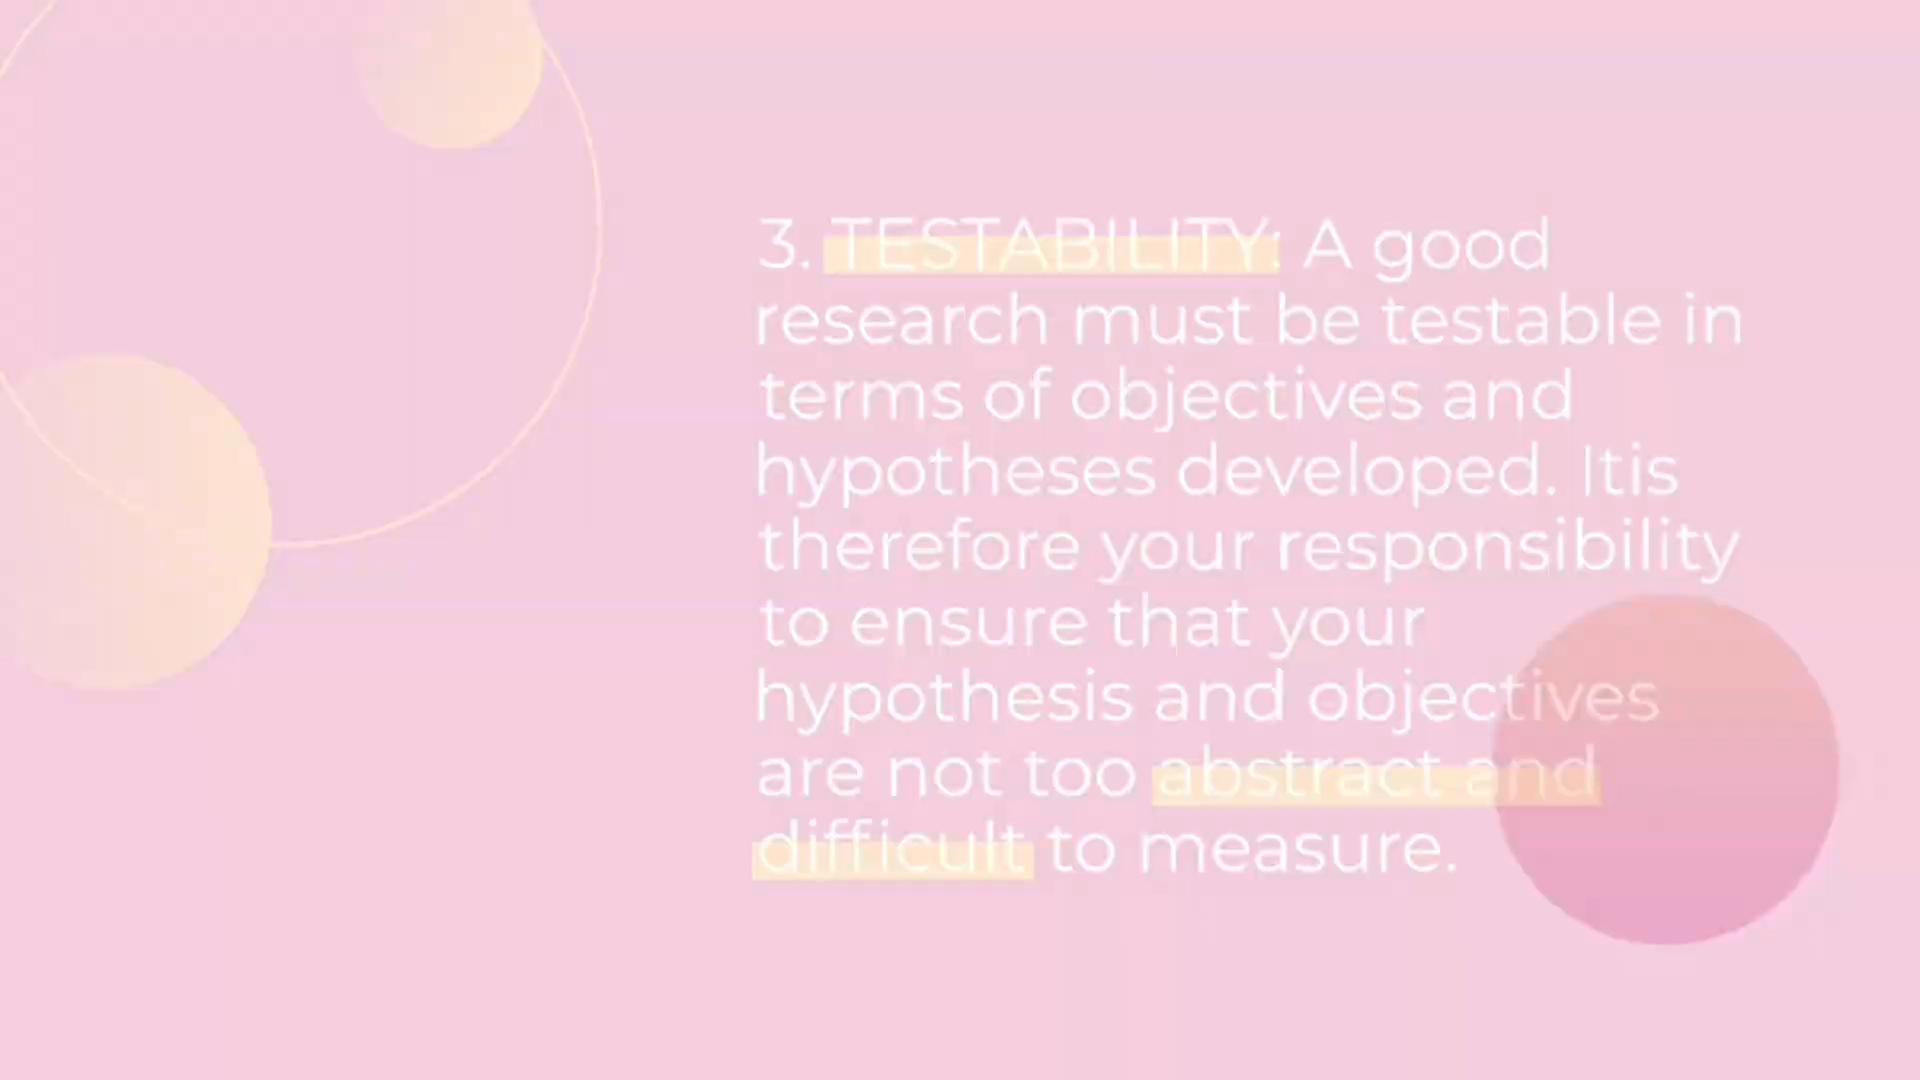 3. TESTABILITY: A good
research must be testable in
terms of objectives and
hypotheses developed. Itis
therefore your responsibility
to ensure that your
hypothesis and objectives
are not too abstract and
difficult to measure.